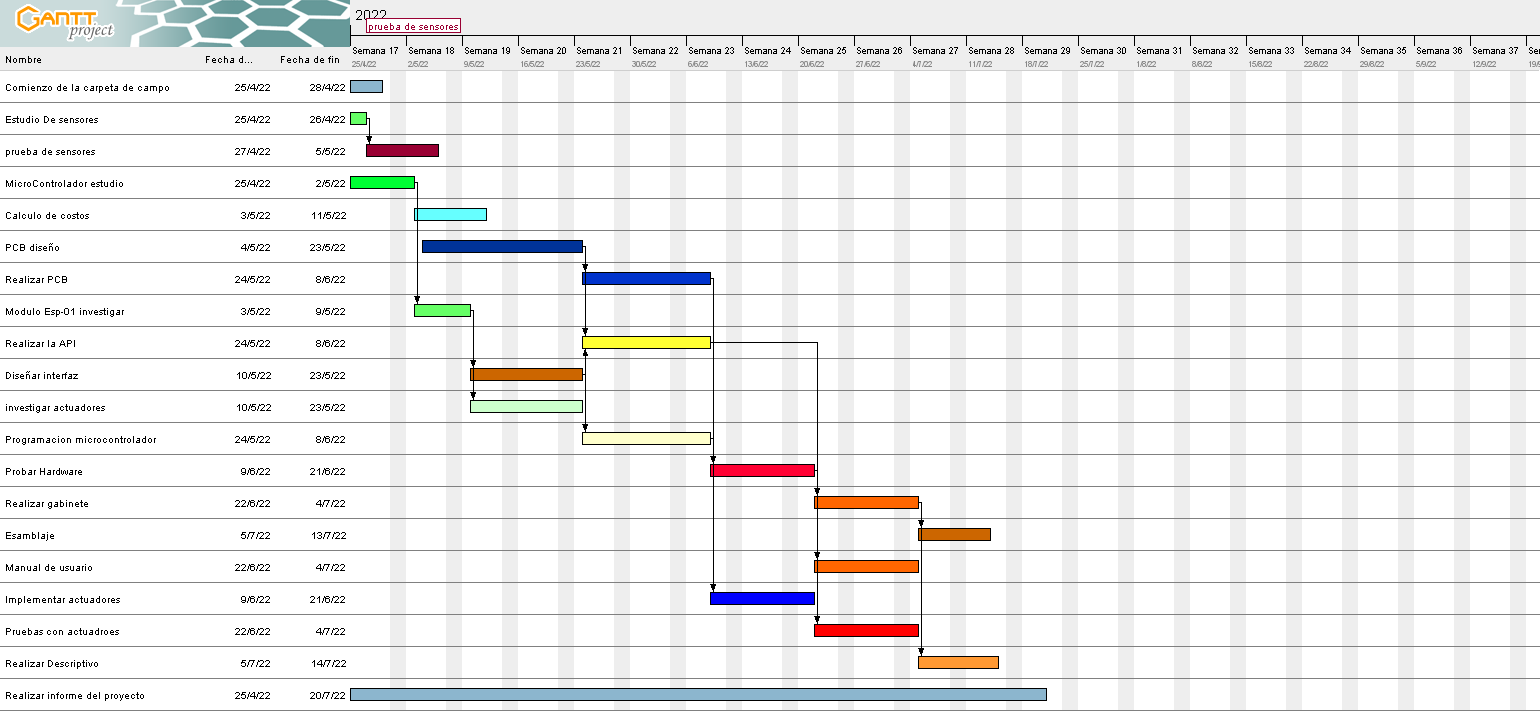 GANTT project
2022
prueba de sensores
Semana 17 Semana 18 Semana 19 Semana 20 Semana 21 Semana 22 Semana 23 Semana 24 Semana 25 Semana 26 Semana 27 Semana 28 Semana 29 Semana 30 Semana 31 Semana 32 Semana 33 Semana 34 Semana 35 Semana 36 Semana 37 Sem
Nombre Fecha d... Fecha de fin
25/4/22 2/5/22 9/5/22 16/5/22 23/5/22 30/5/22 6/6/22 13/6/22 20/6/22 27/6/22 4/7/22 11/7/22 18/7/22 25/7/22 1/8/22 8/8/22 15/8/22 22/8/22 29/8/22 5/9/22 12/9/22 19/9
Comienzo de la carpeta de campo 25/4/22 28/4/22
Estudio De sensores 25/4/22 26/4/22
prueba de sensores 27/4/22 5/5/22
MicroControlador estudio 25/4/22 2/5/22
Calculo de costos 3/5/22 11/5/22
PCB diseño 4/5/22 23/5/22
Realizar PCB 24/5/22 8/6/22
Modulo Esp-01 investigar 3/5/22 9/5/22
Realizar la API 24/5/22 8/6/22
Diseñar interfaz 10/5/22 23/5/22
investigar actuadores 10/5/22 23/5/22
Programacion microcontrolador 24/5/22 8/6/22
Probar Hardware 9/6/22 21/6/22
Realizar gabinete 22/6/22 4/7/22
Esamblaje 5/7/22 13/7/22
Manual de usuario 22/6/22 4/7/22
Implementar actuadores 9/6/22 21/6/22
Pruebas con actuadroes 22/6/22 4/7/22
Realizar Descriptivo 5/7/22 14/7/22
Realizar informe del proyecto 25/4/22 20/7/22